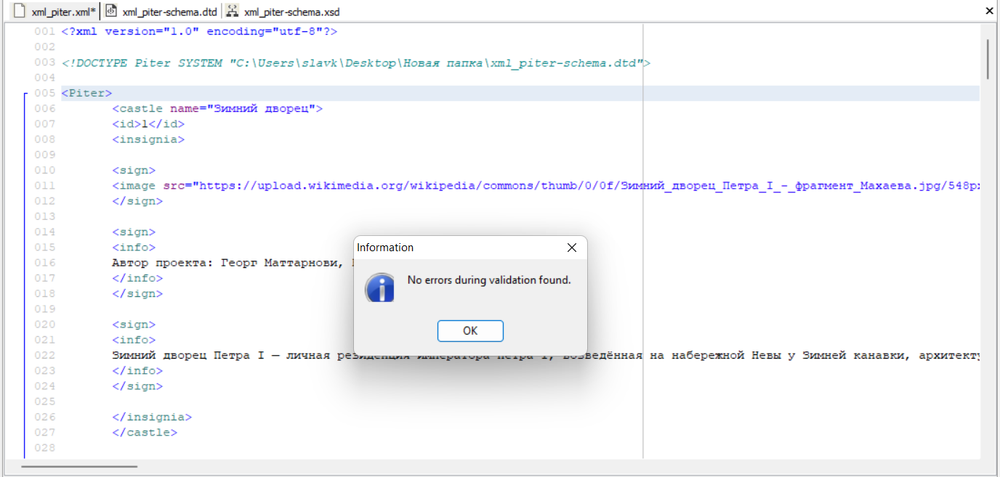 xml_piter.xml* xml_piter-schema.dtd xml_piter-schema.xsd
001 <?xml version="1.0" encoding="utf-8"?>
002
003 <!DOCTYPE Piter SYSTEM "C:\Users\slavk\Desktop\Новая папка\xml_piter-schema.dtd">
004
005 <Piter>
006 <castle name="Зимний дворец">
007 <id>1</id>
008 <insignia>
009
010 <sign>
011 <image src="https://upload.wikimedia.org/wikipedia/commons/thumb/0/0f/Зимний_дворец_Петра_I_-_фрагмент_Махаева.jpg/548px
012 </sign>
013
014 <sign>
015 <info>
016 Автор проекта: Георг Маттарнови,
017 </info>
018 </sign>
019
020 <sign>
021 <info>
022 Зимний дворец Петра I — личная резиденция императора Петра I, возведённая на набережной Невы у Зимней канавки,
023 </info>
024 </sign>
025
026 </insignia>
027 </castle>
028
Information
No errors during validation found.
OK